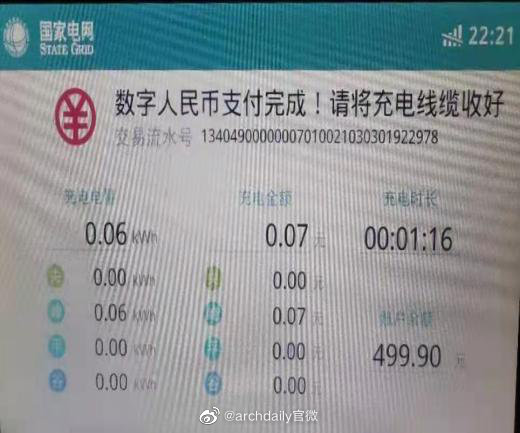 国家电网
STATE GRID
22:21
数字人民币支付完成！请将充电线缆收好
交易流水号 1340490000000701002103030192​2978
充电电量 充电金额 充电时长
0.06 kWh 0.07 元 00:01:16
尖 0.00 kWh 0.00 元
峰 0.06 kWh 峰 0.07 元 账户余额
平 0.00 kWh 0.00 元 499.90 元
谷 0.00 kWh 谷 0.00 元
@archdaily官微